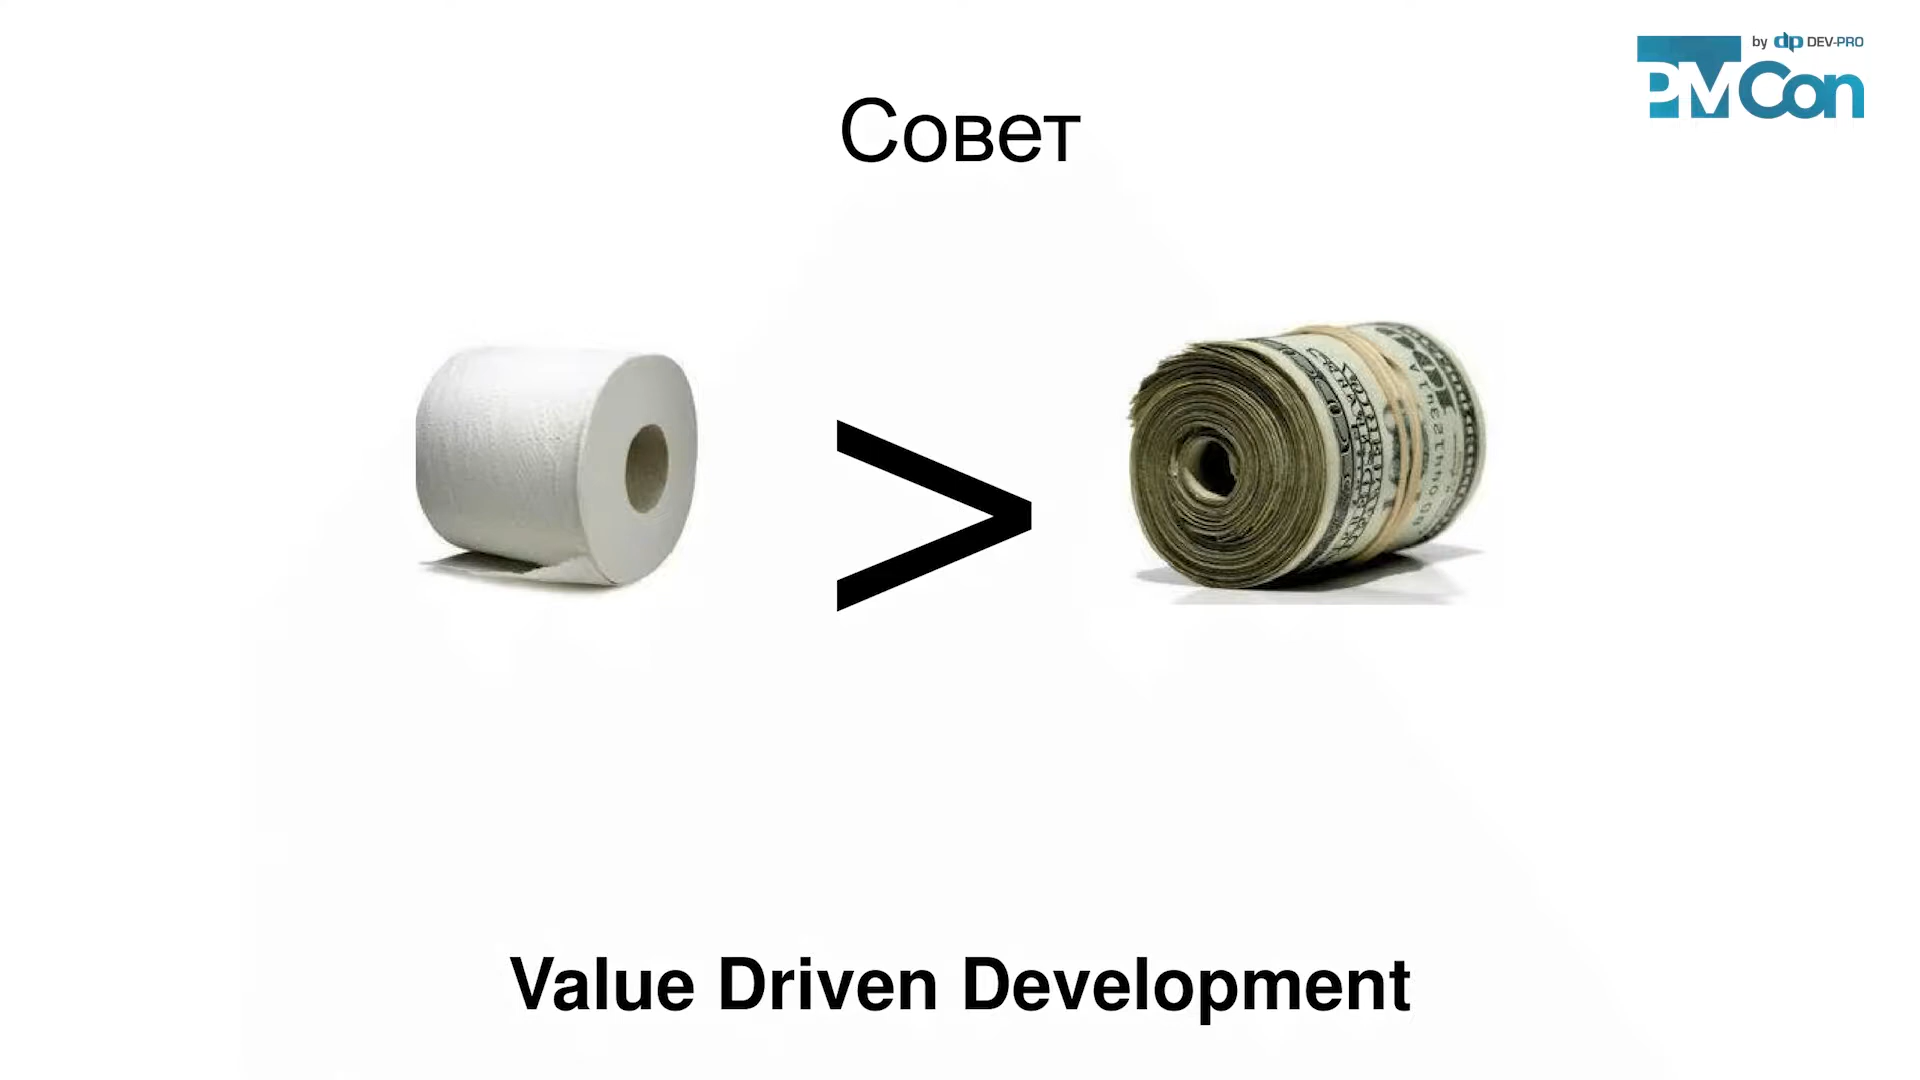 by dp DEV-PRO
PMCon
Совет
>
Value Driven Development